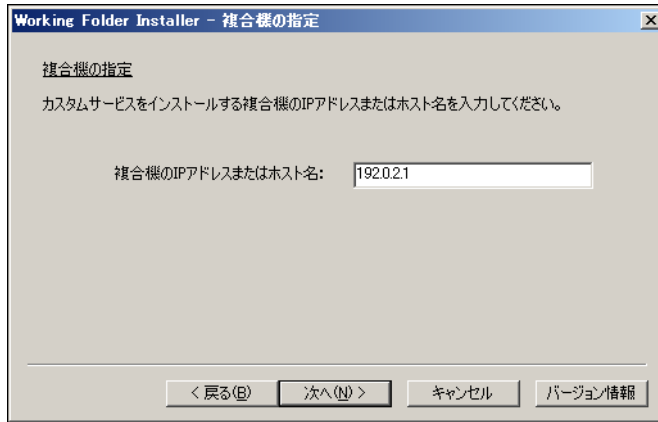 Working Folder Installer - 複合機の指定
複合機の指定
カスタムサービスをインストールする複合機のIPアドレスまたはホスト名を入力してください。
複合機のIPアドレスまたはホスト名: 192.0.2.1
< 戻る(B) 次へ(N) > キャンセル バージョン情報